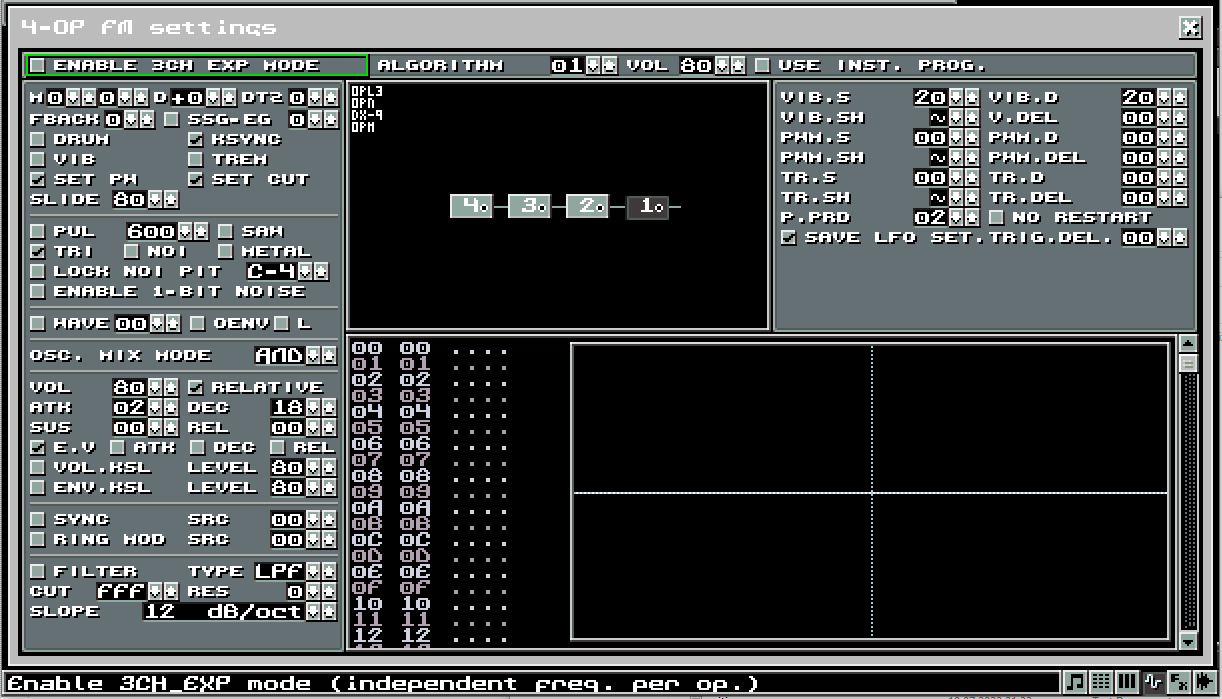 4-OP FM settings
ENABLE 3CH EXP MODE ALGORITHM 01 VOL 80 USE INST. PROG.
M 0 0 D +0 DT2 0
FBACK 0 SSG-EG 0
DRUM KSYNC
VIB TREM
SET PW SET CUT
SLIDE 80
PUL 600 SAW
TRI NOI METAL
LOCK NOI PIT C-4
ENABLE 1-BIT NOISE
WAVE 00 OENV L
OSC. MIX MODE AND
VOL 80 RELATIVE
ATK 02 DEC 18
SUS 00 REL 00
E.V ATK DEC REL
VOL.KSL LEVEL 80
ENV.KSL LEVEL 80
SYNC SRC 00
RING MOD SRC 00
FILTER TYPE LPF
CUT FFF RES 0
SLOPE 12 dB/oct
OPL3
OPN
DX-9
OPM
4 3 2 1
VIB.S 20 VIB.D 20
VIB.SH ~ V.DEL 00
PWM.S 00 PWM.D 00
PWM.SH ~ PWM.DEL 00
TR.S 00 TR.D 00
TR.SH ~ TR.DEL 00
P.PRD 02 NO RESTART
SAVE LFO SET. TRIG.DEL. 00
00 00 ....
01 01 ....
02 02 ....
03 03 ....
04 04 ....
05 05 ....
06 06 ....
07 07 ....
08 08 ....
09 09 ....
0A 0A ....
0B 0B ....
0C 0C ....
0D 0D ....
0E 0E ....
0F 0F ....
10 10 ....
11 11 ....
12 12 ....
Enable 3CH_EXP mode (independent freq. per op.)